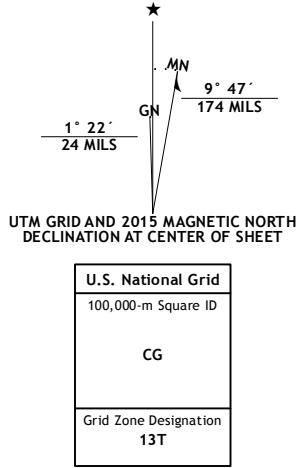 ★
MN
GN
9° 47´
174 MILS
1° 22´
24 MILS
UTM GRID AND 2015 MAGNETIC NORTH
DECLINATION AT CENTER OF SHEET
U.S. National Grid
100,000-m Square ID
CG
Grid Zone Designation
13T